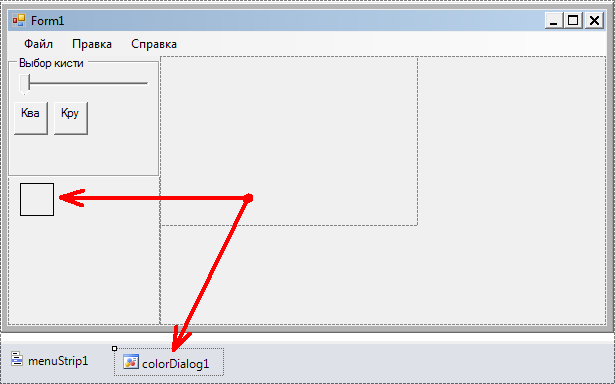 Form1
Файл Правка Справка
Выбор кисти
Ква Кру
menuStrip1 colorDialog1